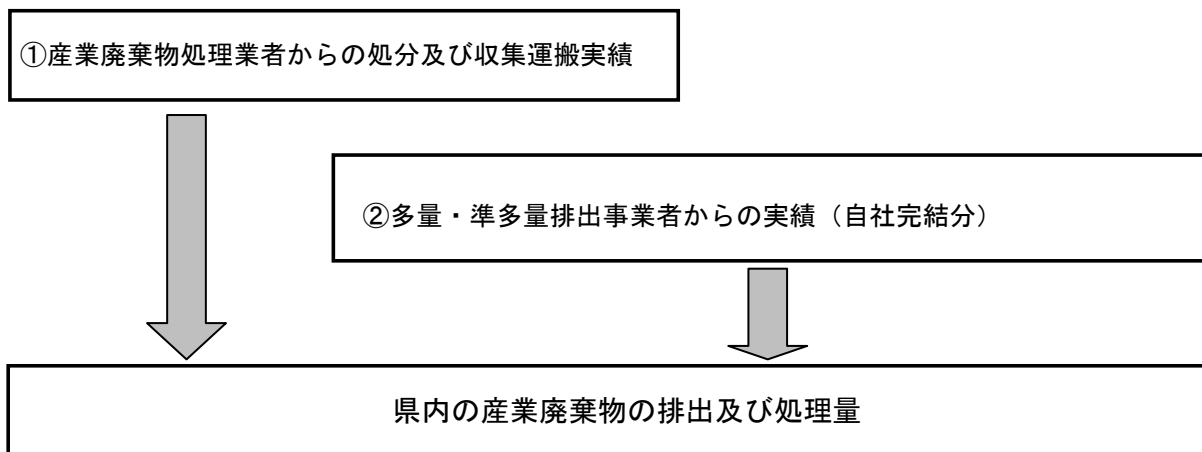 ①産業廃棄物処理業者からの処分及び収集運搬実績
②多量・準多量排出事業者からの実績（自社完結分）
県内の産業廃棄物の排出及び処理量